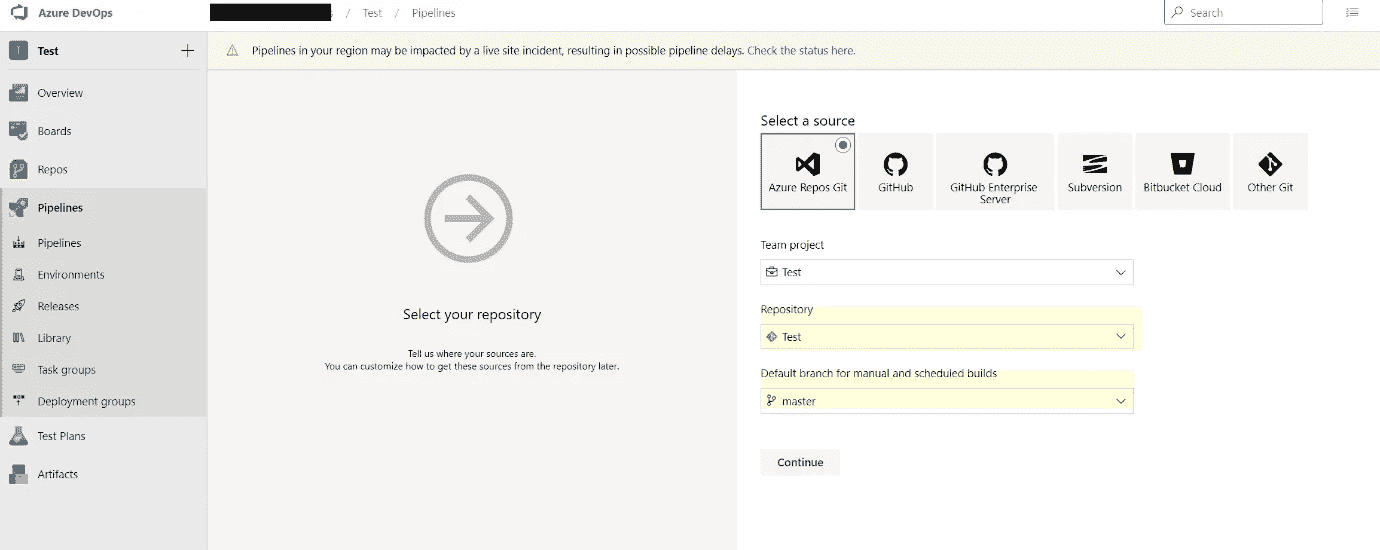 Azure DevOps
/ Test / Pipelines
Search
T Test
Pipelines in your region may be impacted by a live site incident, resulting in possible pipeline delays. Check the status here.
Overview
Boards
Repos
Pipelines
Pipelines
Environments
Releases
Library
Task groups
Deployment groups
Test Plans
Artifacts
Select your repository
Tell us where your sources are.
You can customize how to get these sources from the repository later.
Select a source
Azure Repos Git
GitHub
GitHub Enterprise
Server
Subversion
Bitbucket Cloud
Other Git
Team project
Test
Repository
Test
Default branch for manual and scheduled builds
master
Continue